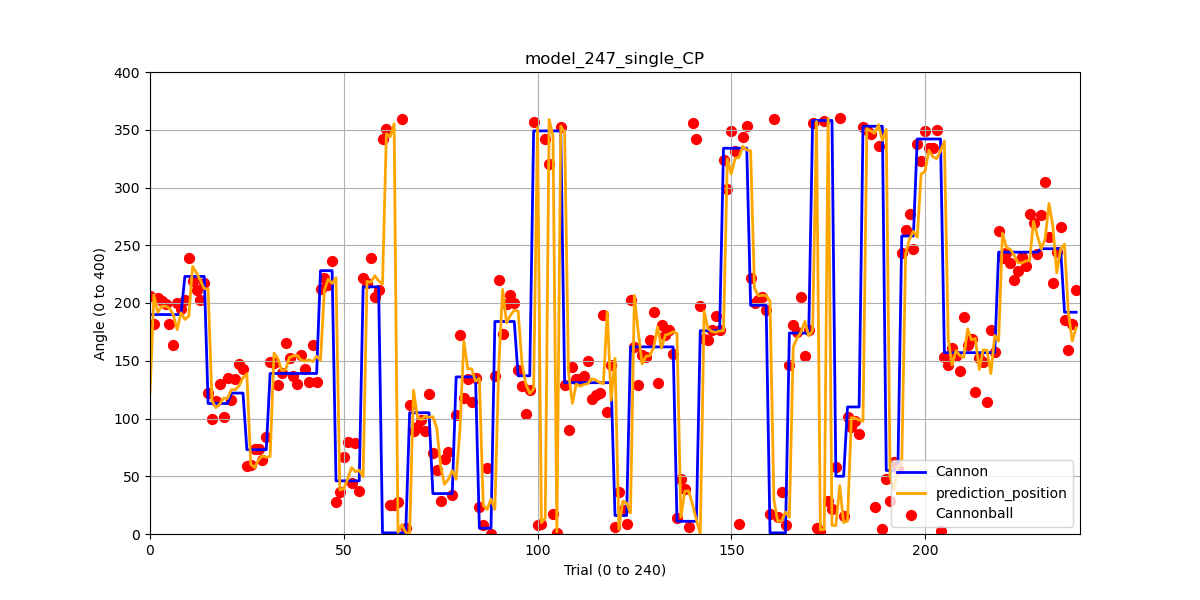 model_247_single_CP
400
350
300
250
200
150
100
50
0
Angle (0 to 400)
0 50 100 150 200
Trial (0 to 240)
Cannon
prediction_position
Cannonball